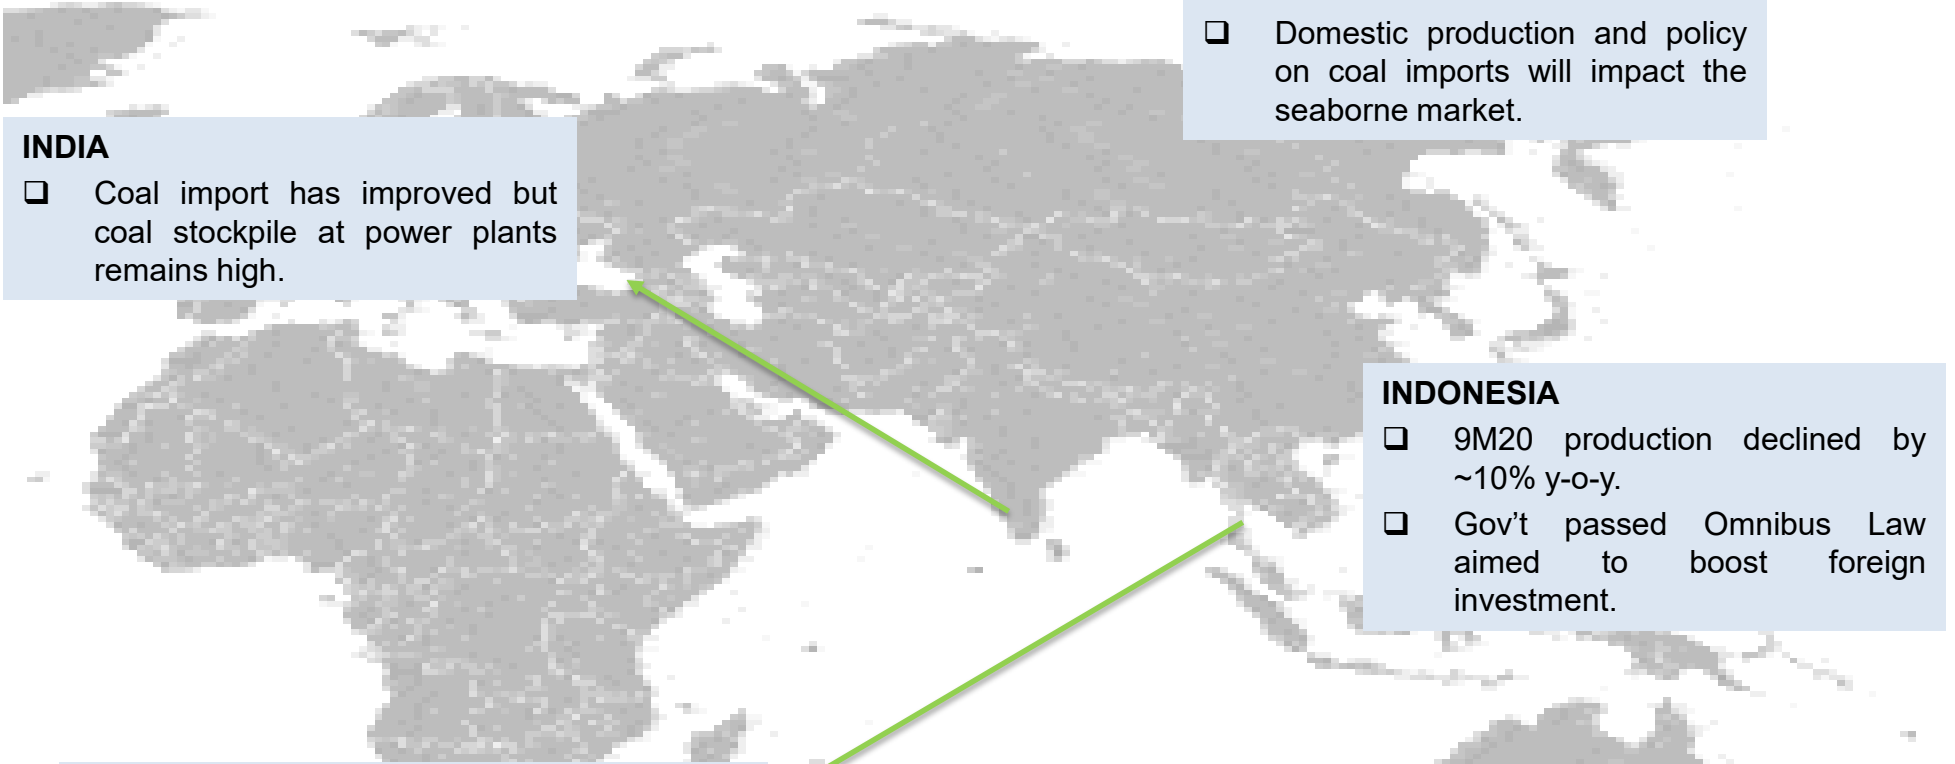 ❑ Domestic production and policy
on coal imports will impact the
seaborne market.
INDIA
❑ Coal import has improved but
coal stockpile at power plants
remains high.
INDONESIA
❑ 9M20 production declined by
~10% y-o-y.
❑ Gov’t passed Omnibus Law
aimed to boost foreign
investment.